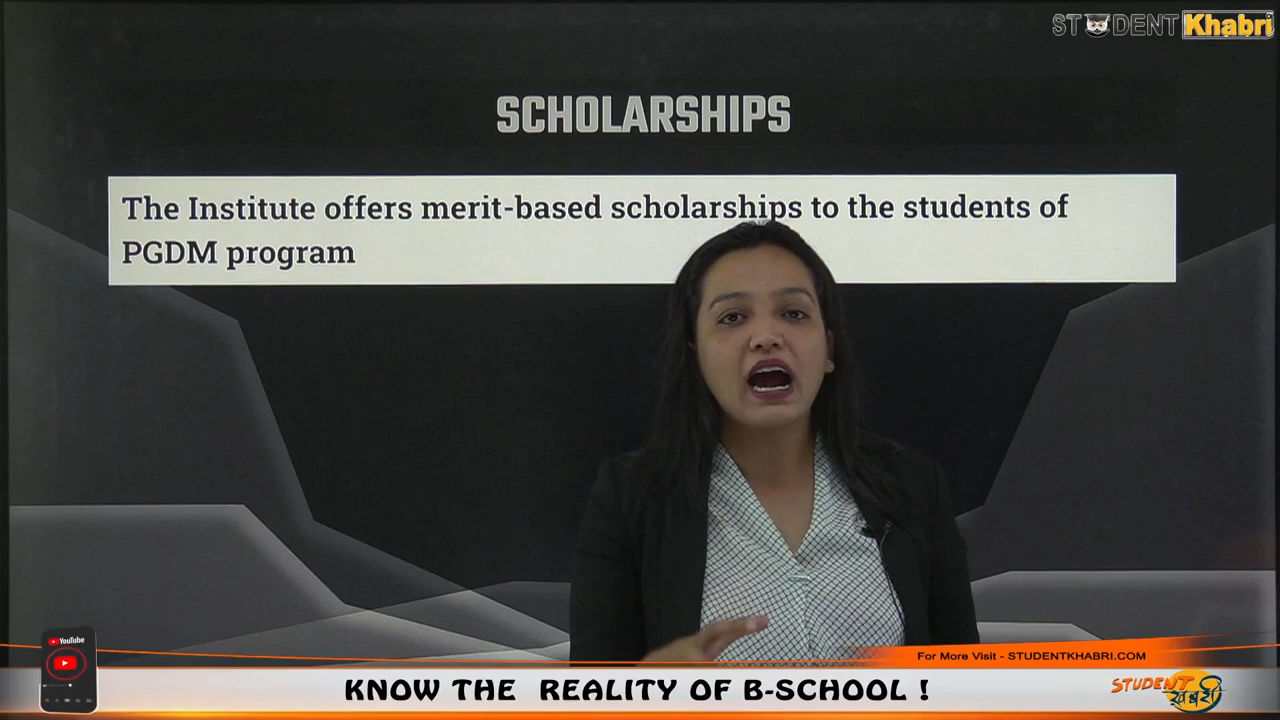 STUDENT Khabri
SCHOLARSHIPS
The Institute offers merit-based scholarships to the students of
PGDM program
YouTube
For More Visit - STUDENTKHABRI.COM
KNOW THE REALITY OF B-SCHOOL !
STUDENT
खबरी